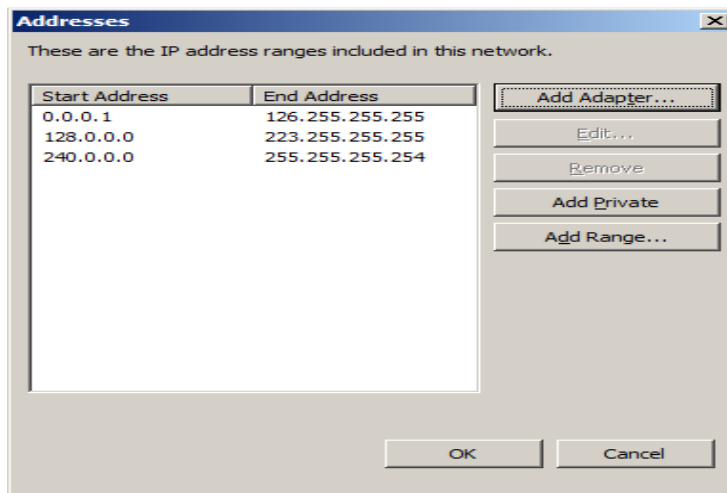 Addresses
These are the IP address ranges included in this network.
Start Address End Address
0.0.0.1 126.255.255.255
128.0.0.0 223.255.255.255
240.0.0.0 255.255.255.254
Add Adapter...
Edit...
Remove
Add Private
Add Range...
OK Cancel